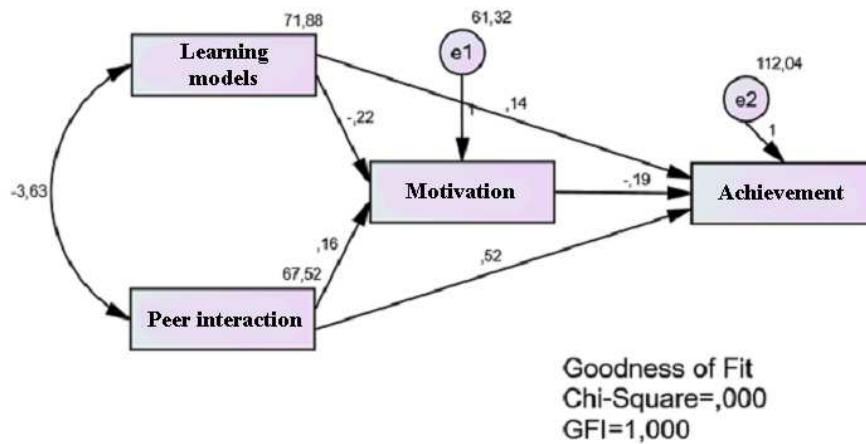 71,88
Learning
models
61,32
e1
112,04
e2
-,22
1
,14
1
-3,63
Motivation
-,19
Achievement
,16
67,52
,52
Peer interaction
Goodness of Fit
Chi-Square=,000
GFI=1,000